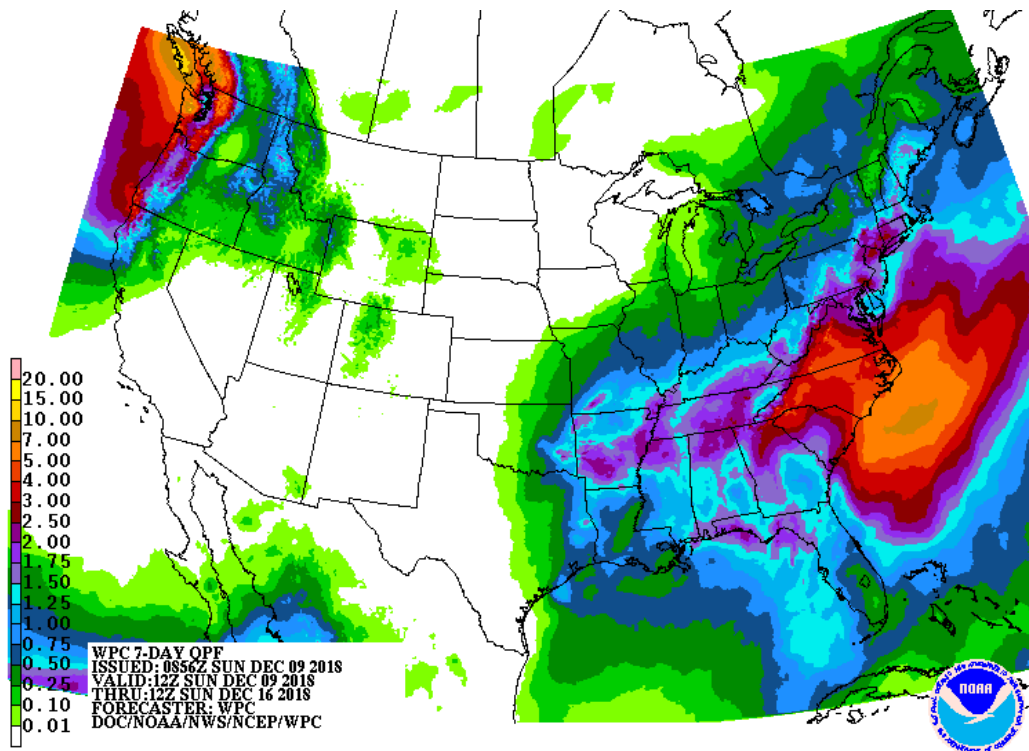 20.00
15.00
10.00
7.00
5.00
4.00
3.00
2.50
2.00
1.75
1.50
1.25
1.00
0.75
0.50
0.25
0.10
0.01
WPC 7-DAY QPF
ISSUED: 0856Z SUN DEC 09 2018
VALID: 12Z SUN DEC 09 2018
THRU: 12Z SUN DEC 16 2018
FORECASTER: WPC
DOC/NOAA/NWS/NCEP/WPC
NOAA